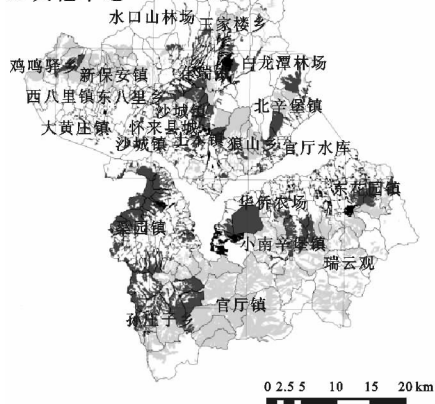 水口山林场
王家楼乡
鸡鸣驿乡
新保安镇
白龙潭林场
西八里镇
东八里乡
沙城镇
北辛堡镇
大黄庄镇
怀来县城
沙城镇
土木镇
狼山乡
官厅水库
华侨农场
东花园镇
桑园镇
小南辛堡镇
瑞云观
孙庄子乡
官厅镇
0 2.5 5 10 15 20 km